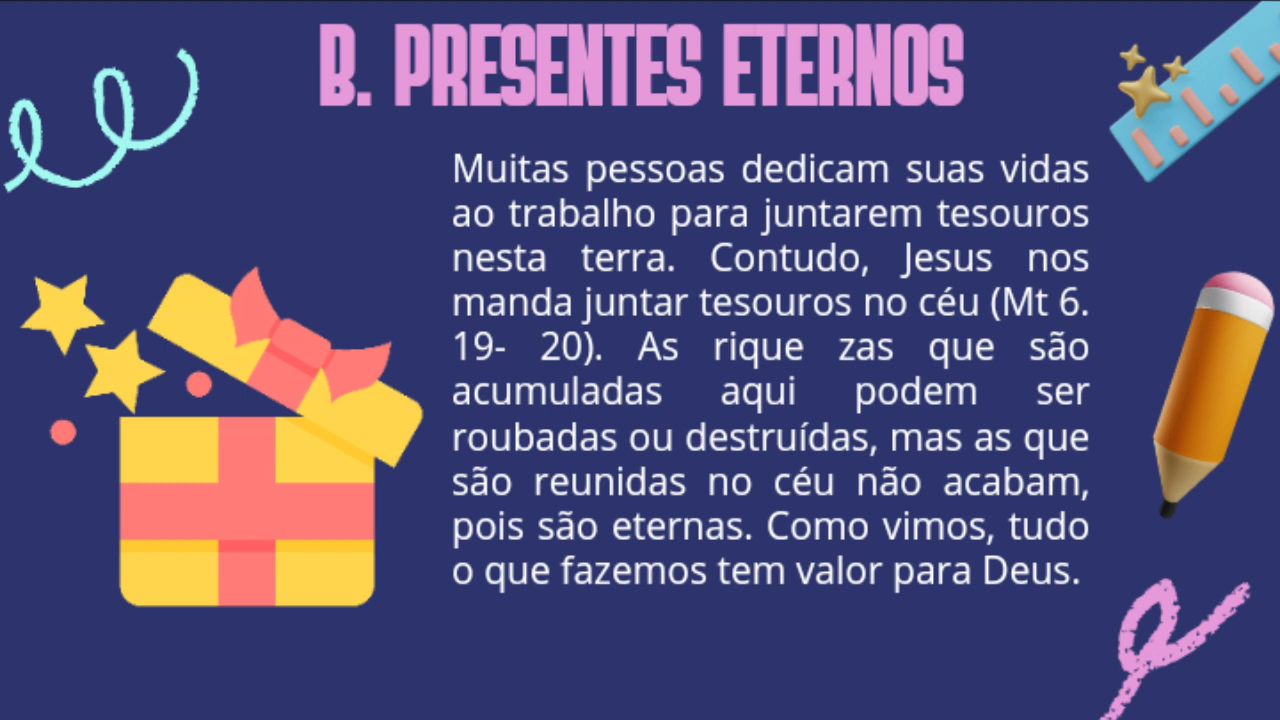 B. PRESENTES ETERNOS
Muitas pessoas dedicam suas vidas
ao trabalho para juntarem tesouros
nesta terra. Contudo, Jesus nos
manda juntar tesouros no céu (Mt 6.
19- 20). As rique zas que são
acumuladas aqui podem ser
roubadas ou destruídas, mas as que
são reunidas no céu não acabam,
pois são eternas. Como vimos, tudo
o que fazemos tem valor para Deus.